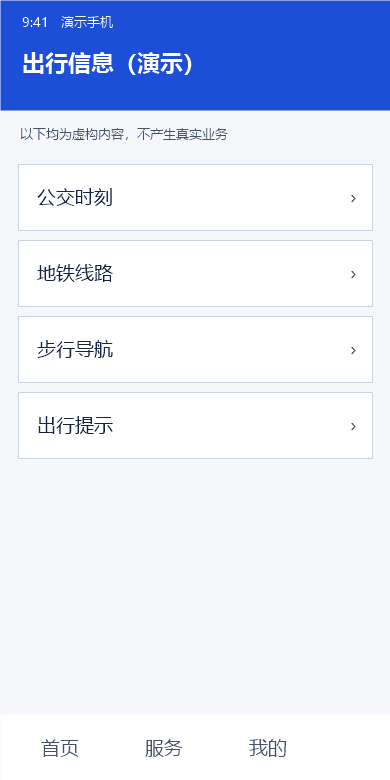 9:41 演示手机
出行信息（演示）
以下均为虚构内容，不产生真实业务
公交时刻 ›
地铁线路 ›
步行导航 ›
出行提示 ›
首页 服务 我的